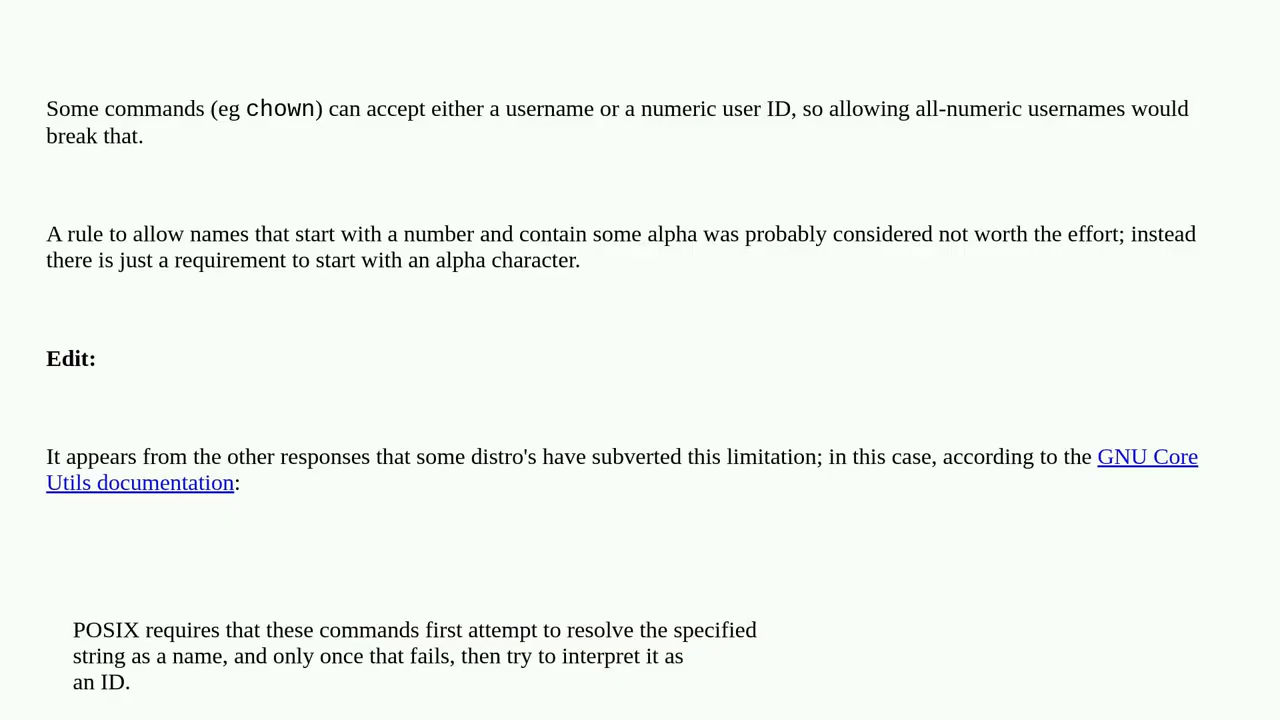 Some commands (eg chown) can accept either a username or a numeric user ID, so allowing all-numeric usernames would
break that.
A rule to allow names that start with a number and contain some alpha was probably considered not worth the effort; instead
there is just a requirement to start with an alpha character.
Edit:
It appears from the other responses that some distro's have subverted this limitation; in this case, according to the GNU Core
Utils documentation:
POSIX requires that these commands first attempt to resolve the specified
string as a name, and only once that fails, then try to interpret it as
an ID.